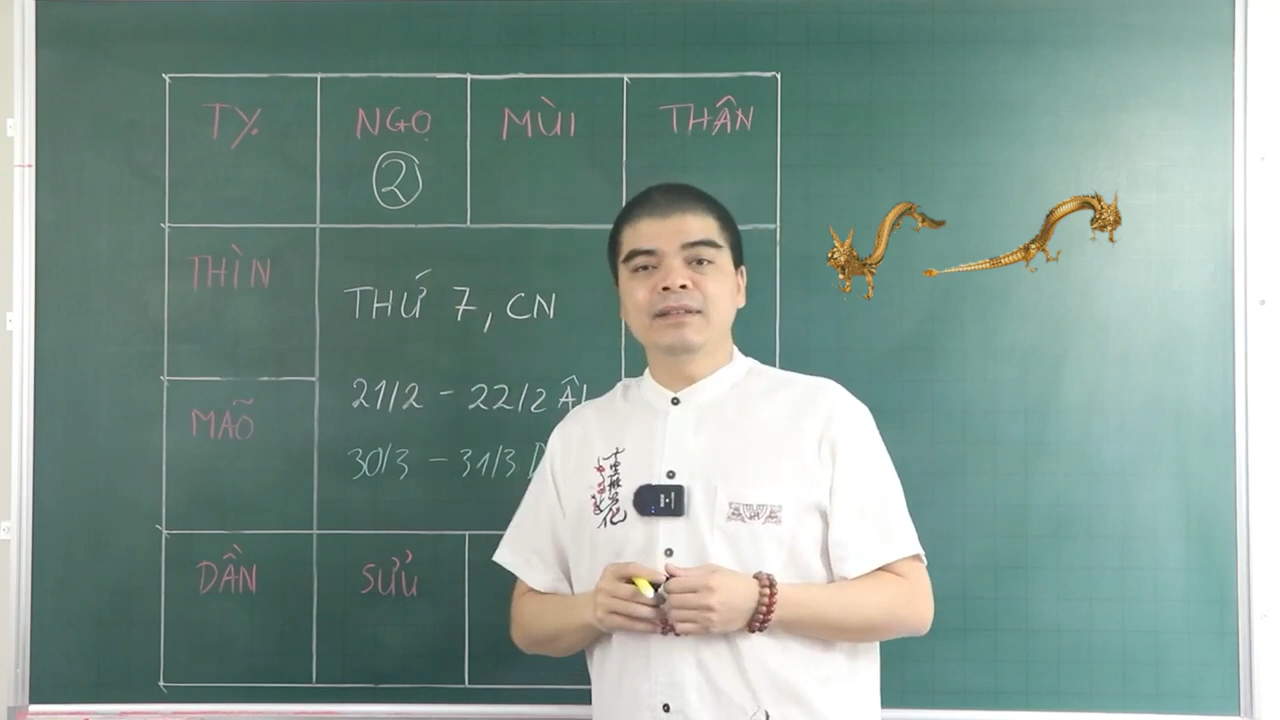 TỴ NGỌ MÙI THÂN
②
THÌN
THỨ 7, CN
21/2 - 22/2 ÂL
MÃO
30/3 - 31/3 D
DẦN SỬU